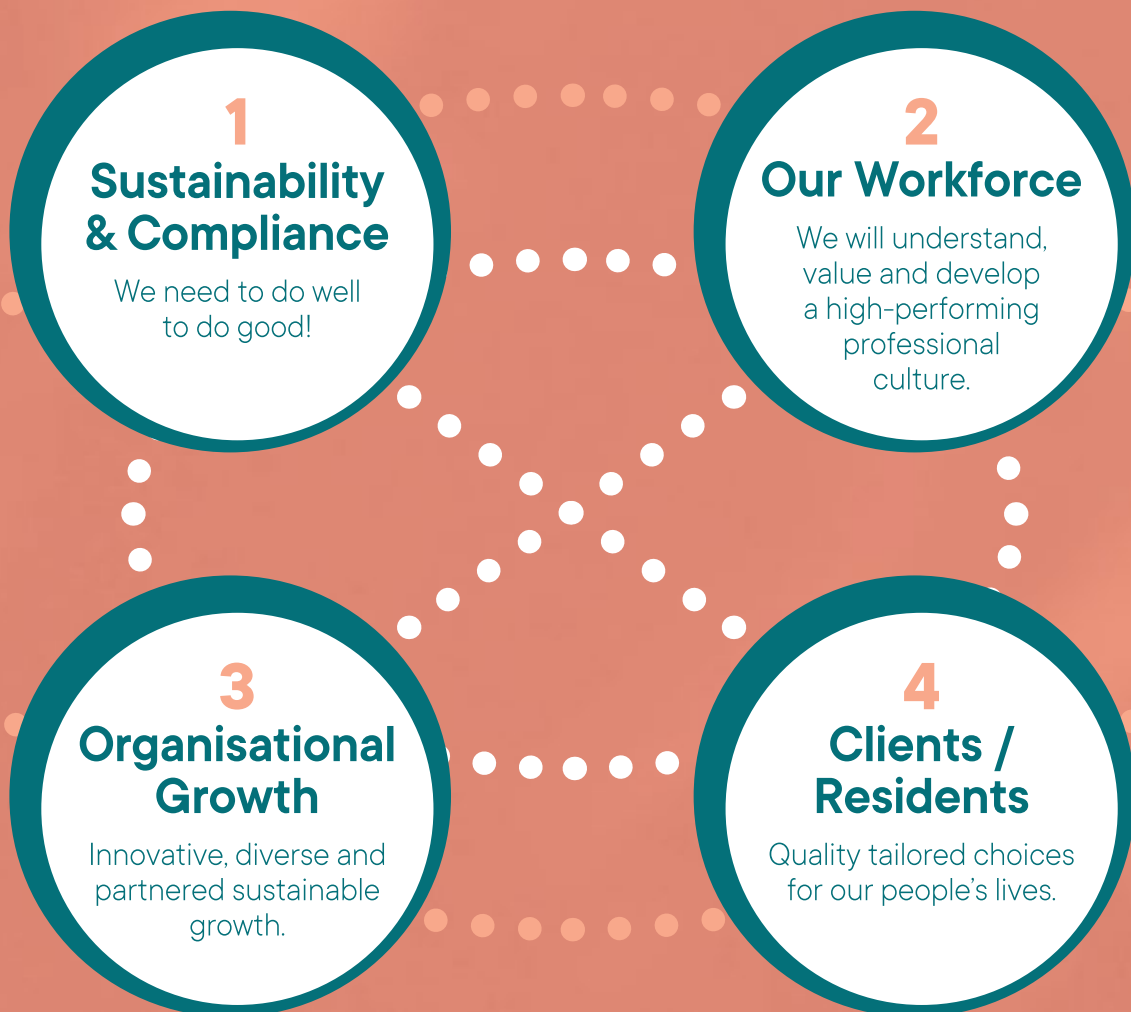 1
Sustainability
& Compliance
We need to do well
to do good!
2
Our Workforce
We will understand,
value and develop
a high-performing
professional
culture.
3
Organisational
Growth
Innovative, diverse and
partnered sustainable
growth.
4
Clients /
Residents
Quality tailored choices
for our people’s lives.